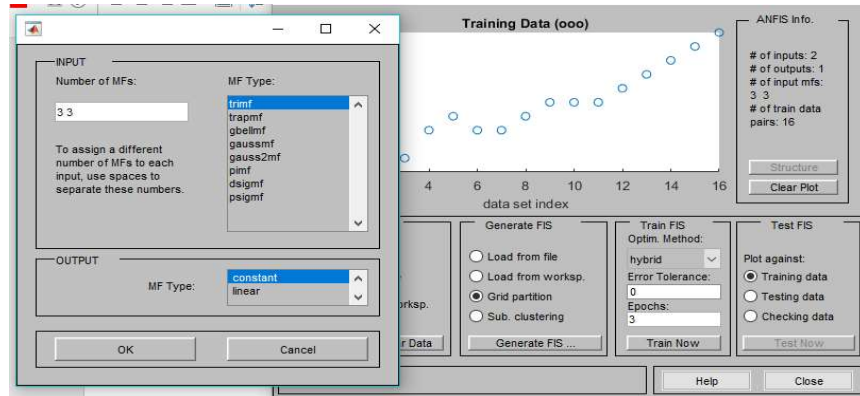 INPUT
Number of MFs:
3 3
To assign a different
number of MFs to each
input, use spaces to
separate these numbers.
MF Type:
trimf
trapmf
gbellmf
gaussmf
gauss2mf
pimf
dsigmf
psigmf
OUTPUT
MF Type:
constant
linear
OK
Cancel
Training Data (ooo)
4 6 8 10 12 14 16
data set index
ANFIS Info.
# of inputs: 2
# of outputs: 1
# of input mfs:
3 3
# of train data
pairs: 16
Structure
Clear Plot
Data
Generate FIS
Load from file
Load from worksp.
Grid partition
Sub. clustering
Generate FIS ...
Train FIS
Optim. Method:
hybrid
Error Tolerance:
0
Epochs:
3
Train Now
Test FIS
Plot against:
Training data
Testing data
Checking data
Test Now
Help
Close